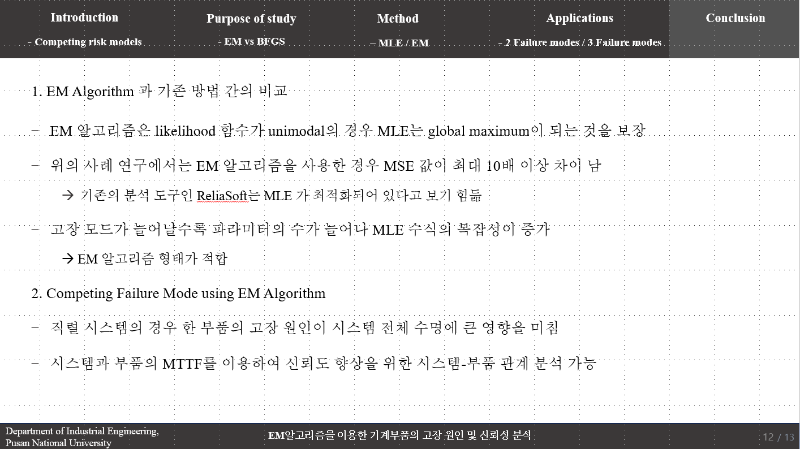 Introduction
Purpose of study
Method
Applications
Conclusion
- Competing risk models
- EM vs BFGS
– MLE / EM
- 2 Failure modes / 3 Failure modes
1. EM Algorithm 과 기존 방법 간의 비교
– EM 알고리즘은 likelihood 함수가 unimodal의 경우 MLE는 global maximum이 되는 것을 보장
– 위의 사례 연구에서는 EM 알고리즘을 사용한 경우 MSE 값이 최대 10배 이상 차이 남
→ 기존의 분석 도구인 ReliaSoft는 MLE 가 최적화되어 있다고 보기 힘듦
– 고장 모드가 늘어날수록 파라미터의 수가 늘어나 MLE 수식의 복잡성이 증가
→ EM 알고리즘 형태가 적합
2. Competing Failure Mode using EM Algorithm
– 직렬 시스템의 경우 한 부품의 고장 원인이 시스템 전체 수명에 큰 영향을 미침
– 시스템과 부품의 MTTF를 이용하여 신뢰도 향상을 위한 시스템-부품 관계 분석 가능
Department of Industrial Engineering,
Pusan National University
EM알고리즘을 이용한 기계부품의 고장 원인 및 신뢰성 분석
12 / 13